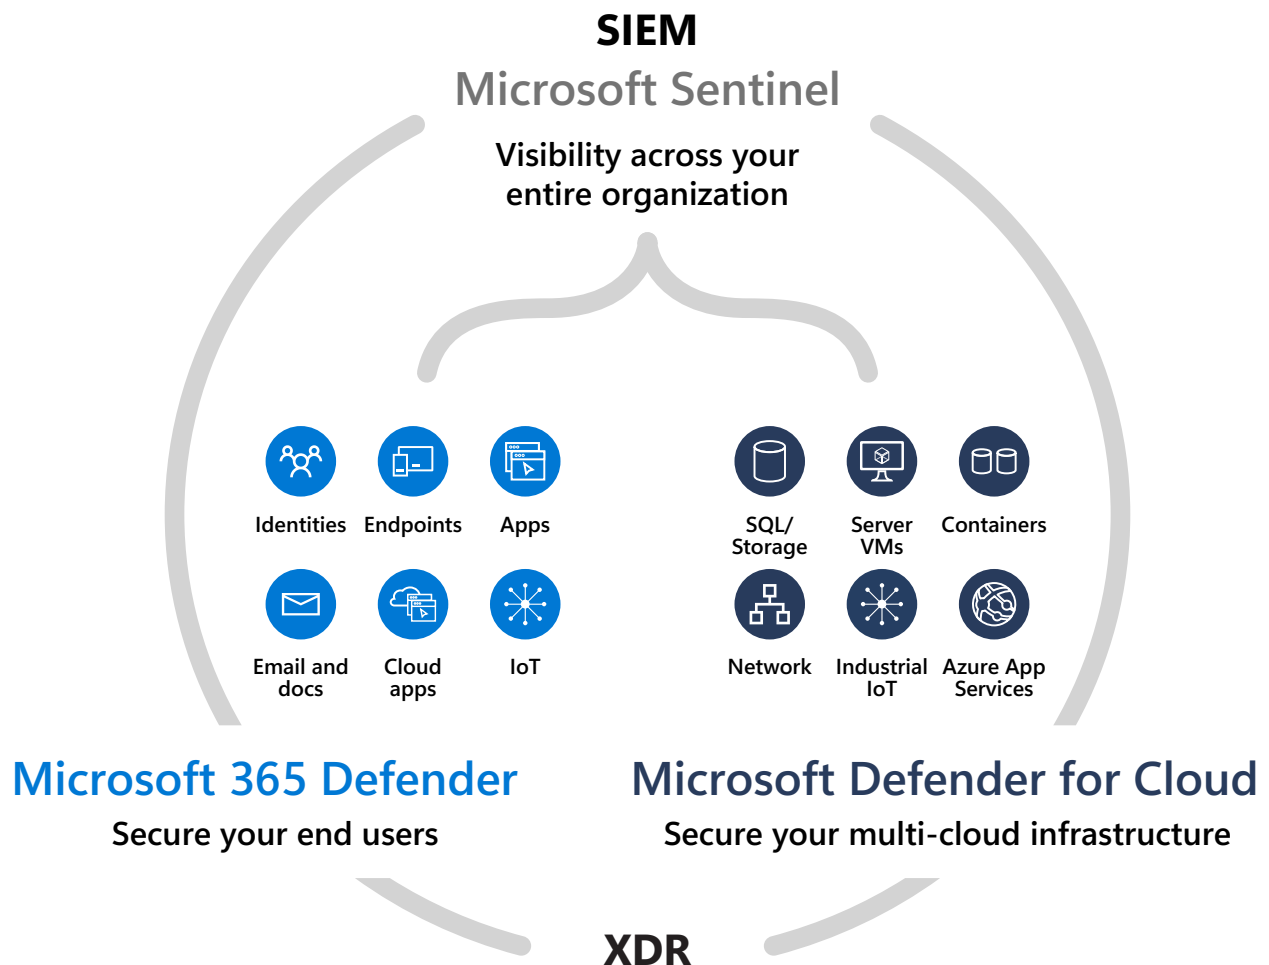 SIEM
Microsoft Sentinel
Visibility across your
entire organization
Identities
Endpoints
Apps
Email and
docs
Cloud
apps
IoT
SQL/
Storage
Server
VMs
Containers
Network
Industrial
IoT
Azure App
Services
Microsoft 365 Defender
Secure your end users
Microsoft Defender for Cloud
Secure your multi-cloud infrastructure
XDR